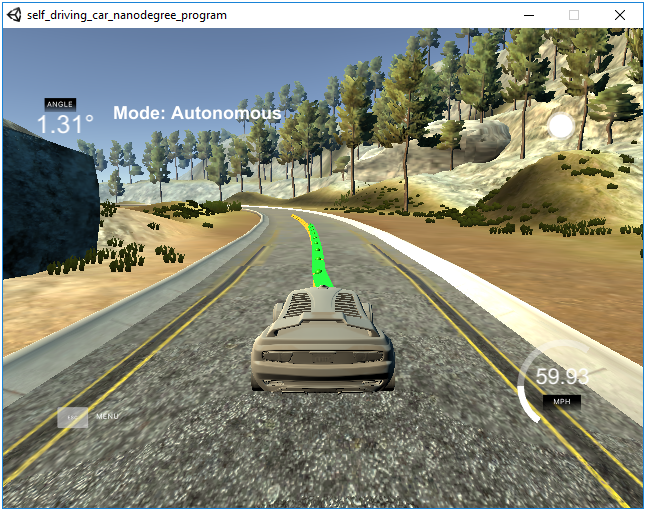 self_driving_car_nanodegree_program
ANGLE
1.31°
Mode: Autonomous
59.93
MPH
MENU